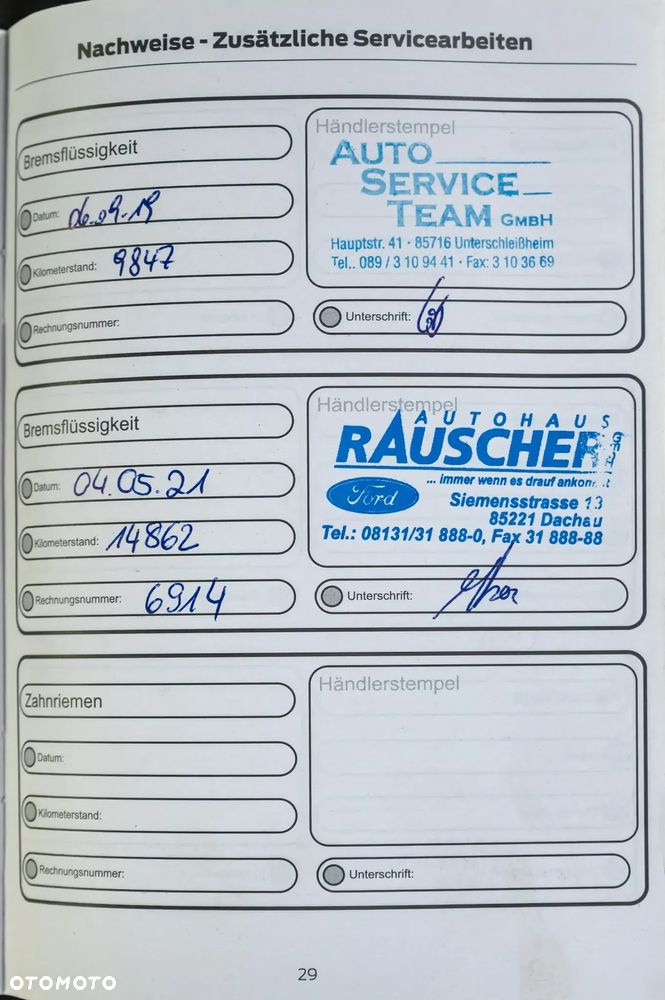 Nachweise - Zusätzliche Servicearbeiten
Bremsflüssigkeit
Datum: 06.09.19
Kilometerstand: 9847
Rechnungsnummer:
Händlerstempel
AUTO
SERVICE
TEAM GMBH
Hauptstr. 41 · 85716 Unterschleißheim
Tel.. 089 / 3 10 94 41 · Fax: 3 10 36 69
Unterschrift:
Bremsflüssigkeit
Datum: 04.05.21
Kilometerstand: 14862
Rechnungsnummer: 6914
Händlerstempel
AUTOHAUS
RAUSCHER
... immer wenn es drauf
Ford
Siemensstrasse 13
85221 Dachau
Tel.: 08131/31 888-0, Fax 31 888-88
Unterschrift:
Zahnriemen
Datum:
Kilometerstand:
Rechnungsnummer:
Händlerstempel
Unterschrift:
29
OTOMOTO